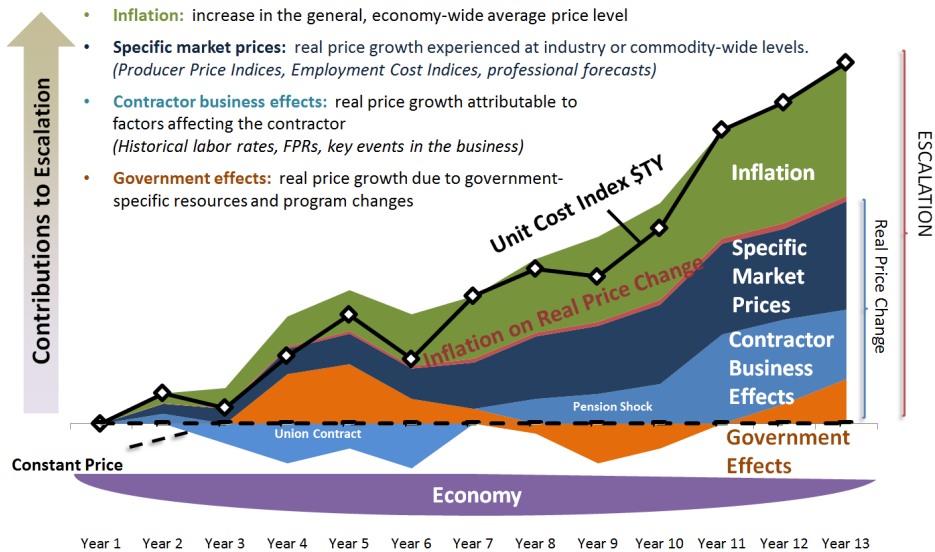 • Inflation: increase in the general, economy-wide average price level
• Specific market prices: real price growth experienced at industry or commodity-wide levels.
(Producer Price Indices, Employment Cost Indices, professional forecasts)
• Contractor business effects: real price growth attributable to
factors affecting the contractor
(Historical labor rates, FPRs, key events in the business)
• Government effects: real price growth due to government-
specific resources and program changes
Contributions to Escalation
Unit Cost Index $TY
Inflation
Inflation on Real Price Change
Specific
Market
Prices
Contractor
Business
Effects
Pension Shock
Union Contract
Government
Effects
Constant Price
Real Price Change
ESCALATION
Economy
Year 1 Year 2 Year 3 Year 4 Year 5 Year 6 Year 7 Year 8 Year 9 Year 10 Year 11 Year 12 Year 13